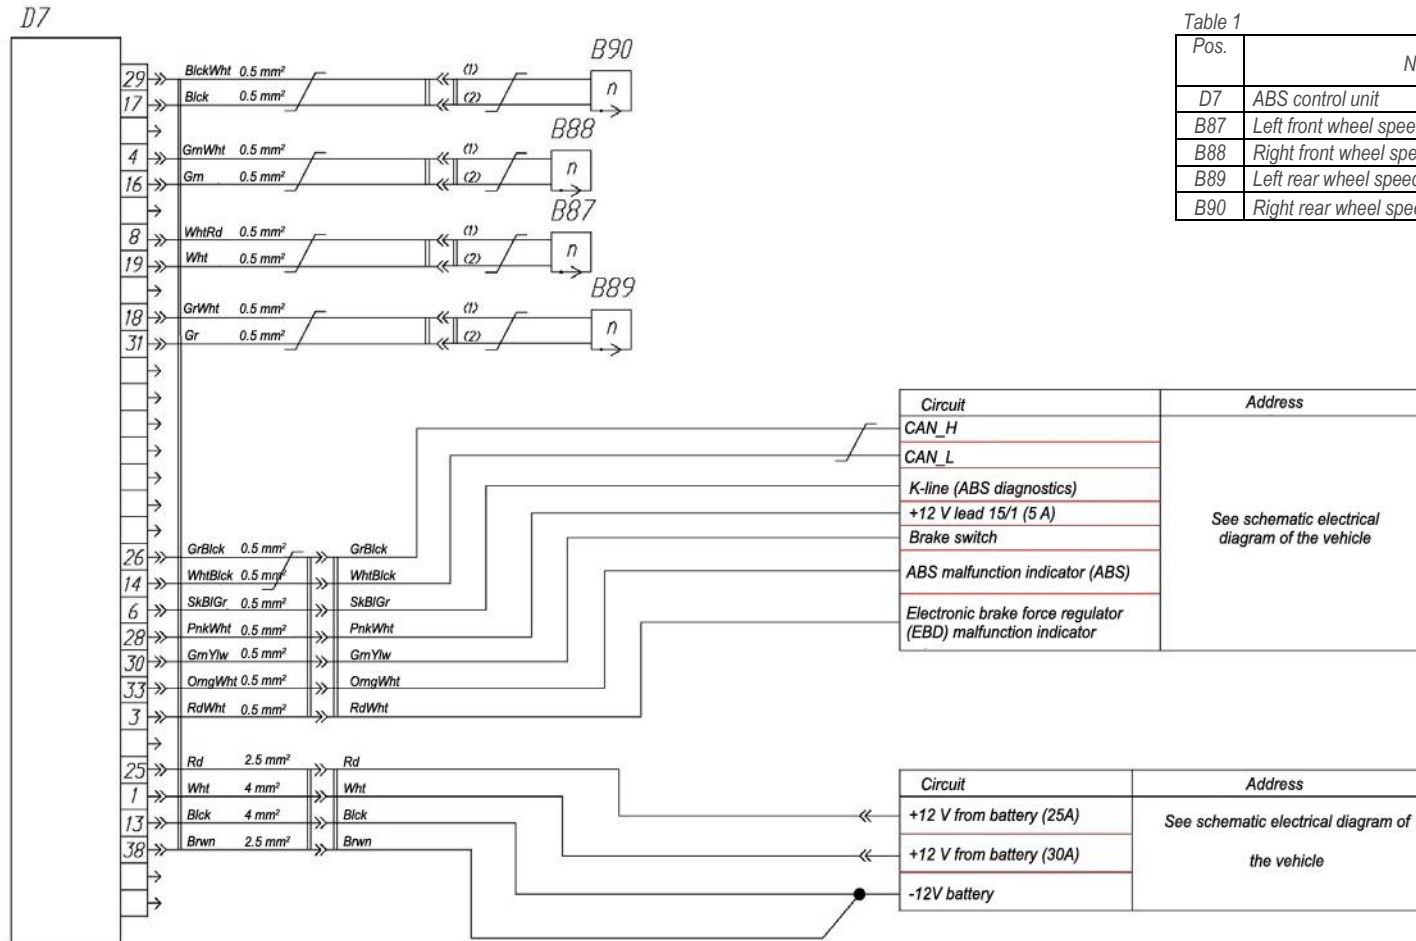 D7
Table 1
Pos.
N
D7 ABS control unit
B87 Left front wheel spee
B88 Right front wheel spe
B89 Left rear wheel speed
B90 Right rear wheel spe
B90
29 BlckWht 0.5 mm² (1)
n
17 Blck 0.5 mm² (2)
B88
4 GrnWht 0.5 mm² (1)
n
16 Grn 0.5 mm² (2)
B87
8 WhtRd 0.5 mm² (1)
n
19 Wht 0.5 mm² (2)
B89
18 GrWht 0.5 mm² (1)
n
31 Gr 0.5 mm² (2)
Circuit Address
CAN_H
CAN_L
K-line (ABS diagnostics)
+12 V lead 15/1 (5 A)
Brake switch
ABS malfunction indicator (ABS)
Electronic brake force regulator
(EBD) malfunction indicator
See schematic electrical
diagram of the vehicle
26 GrBlck 0.5 mm² GrBlck
14 WhtBlck 0.5 mm² WhtBlck
6 SkBlGr 0.5 mm² SkBlGr
28 PnkWht 0.5 mm² PnkWht
30 GrnYlw 0.5 mm² GrnYlw
33 OrngWht 0.5 mm² OrngWht
3 RdWht 0.5 mm² RdWht
25 Rd 2.5 mm² Rd
1 Wht 4 mm² Wht
13 Blck 4 mm² Blck
38 Brwn 2.5 mm² Brwn
Circuit Address
+12 V from battery (25A)
+12 V from battery (30A)
-12V battery
See schematic electrical diagram of
the vehicle